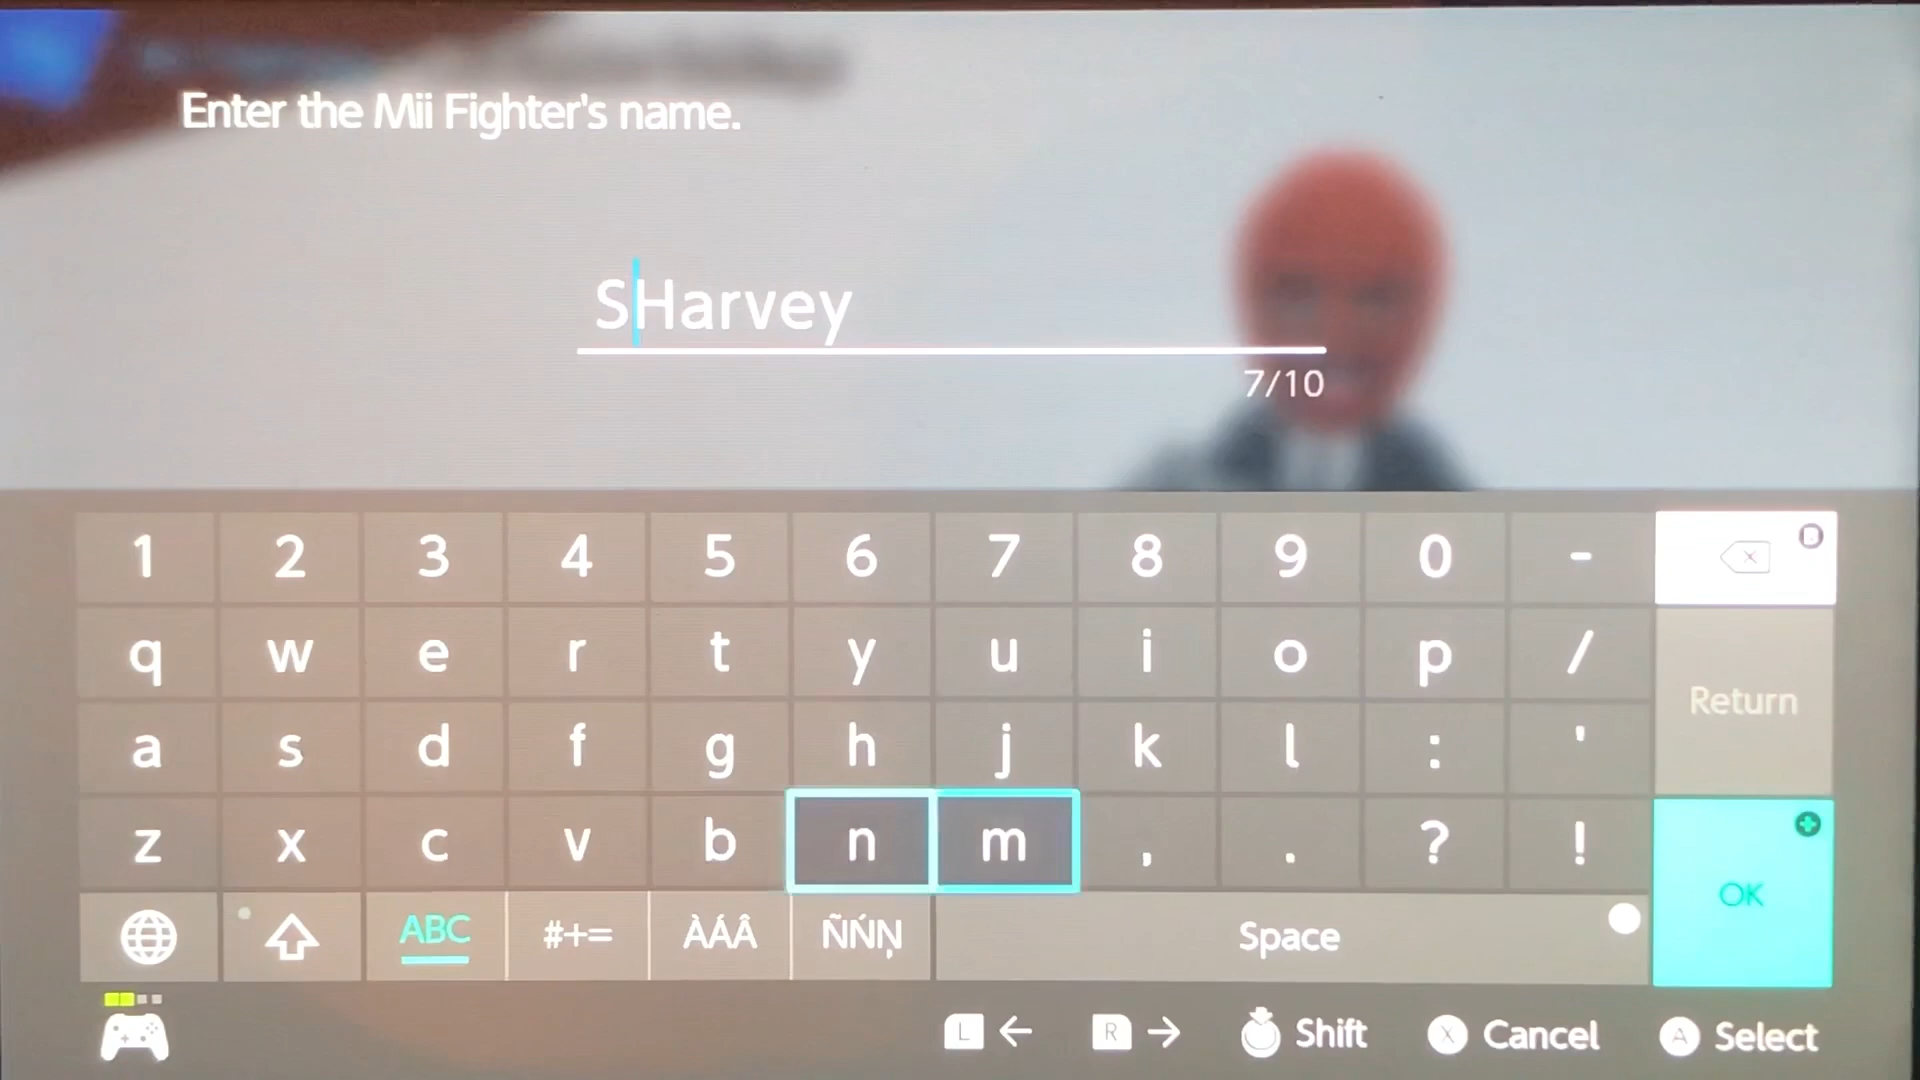 Enter the Mii Fighter's name.
SHarvey
7/10
1 2 3 4 5 6 7 8 9 0 - B
q w e r t y u i o p /
Return
a s d f g h j k l : '
z x c v b n m , . ? !
OK
ABC #+= ÀÁÂ ÑŃŅ Space
L ← R → Shift X Cancel A Select